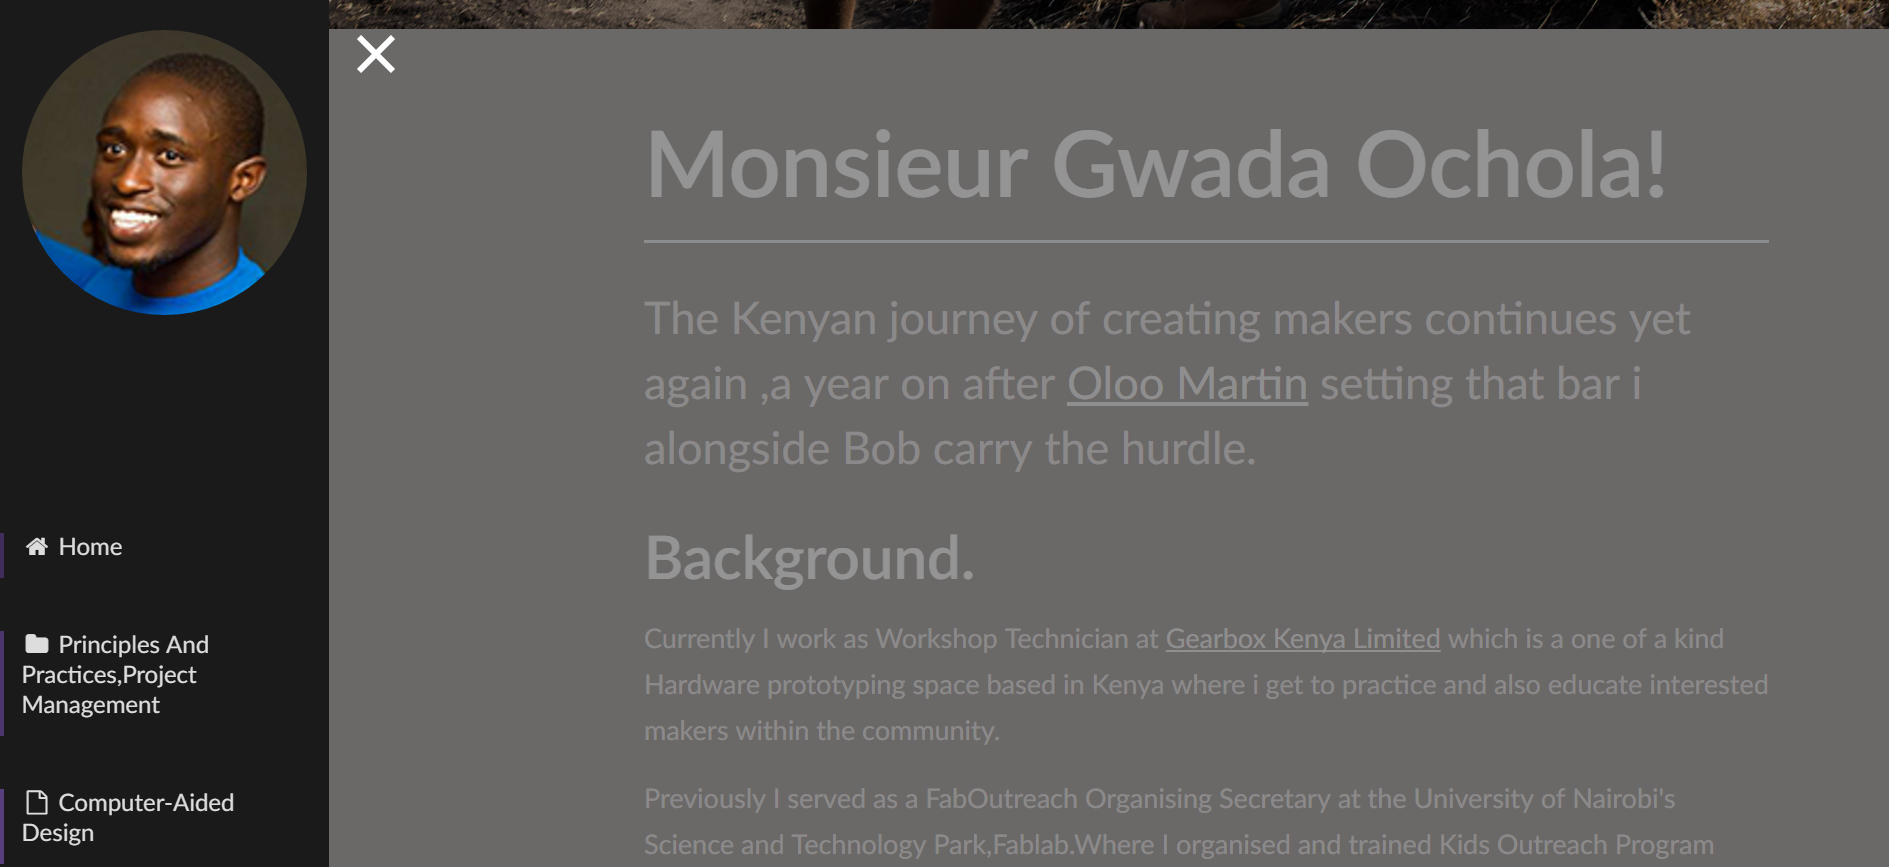 Home
Principles And
Practices,Project
Management
Computer-Aided
Design
Monsieur Gwada Ochola!
The Kenyan journey of creating makers continues yet
again ,a year on after Oloo Martin setting that bar i
alongside Bob carry the hurdle.
Background.
Currently I work as Workshop Technician at Gearbox Kenya Limited which is a one of a kind
Hardware prototyping space based in Kenya where i get to practice and also educate interested
makers within the community.
Previously I served as a FabOutreach Organising Secretary at the University of Nairobi's
Science and Technology Park,Fablab.Where I organised and trained Kids Outreach Program